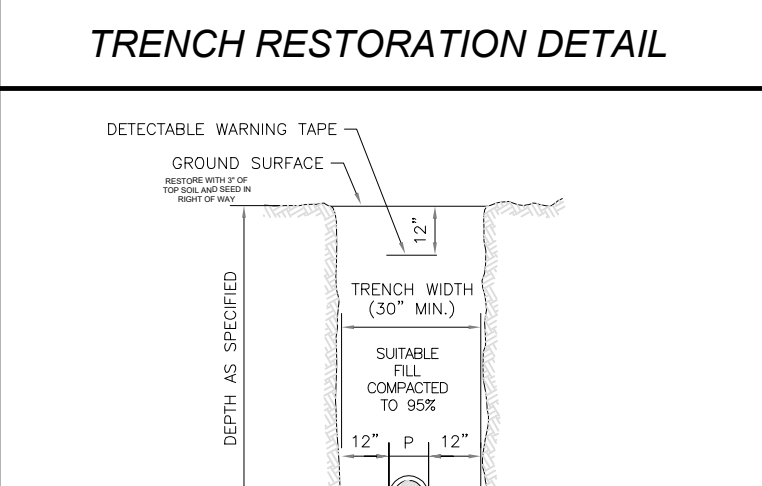 TRENCH RESTORATION DETAIL
DETECTABLE WARNING TAPE
GROUND SURFACE
RESTORE WITH 3" OF
TOP SOIL AND SEED IN
RIGHT OF WAY
12"
TRENCH WIDTH
(30" MIN.)
DEPTH AS SPECIFIED
SUITABLE
FILL
COMPACTED
TO 95%
12" P 12"